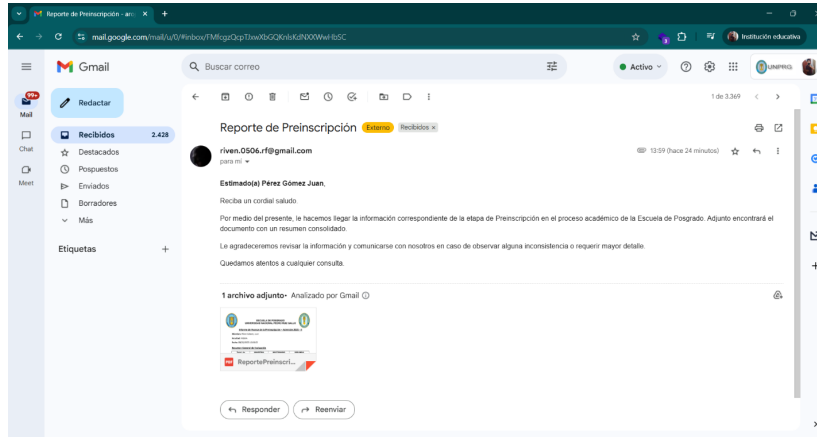 Reporte de Preinscripción - an
mail.google.com/mail/u/0/#inbox/FMfcgzQcpTJxwXbGQKnlsKdNXXWwHbSC
Institución educativa
Gmail
Buscar correo
Activo
UNPRG
99+
Mail
Chat
Meet
Redactar
Recibidos 2.428
Destacados
Pospuestos
Enviados
Borradores
Más
Etiquetas
1 de 3.369
Reporte de Preinscripción Externo Recibidos x
riven.0506.rf@gmail.com 13:59 (hace 24 minutos)
para mí
Estimado(a) Pérez Gómez Juan,
Reciba un cordial saludo.
Por medio del presente, le hacemos llegar la información correspondiente de la etapa de Preinscripción en el proceso académico de la Escuela de Posgrado. Adjunto encontrará el
documento con un resumen consolidado.
Le agradeceremos revisar la información y comunicarse con nosotros en caso de observar alguna inconsistencia o requerir mayor detalle.
Quedamos atentos a cualquier consulta.
1 archivo adjunto • Analizado por Gmail
PDF ReportePreinscri...
Responder Reenviar